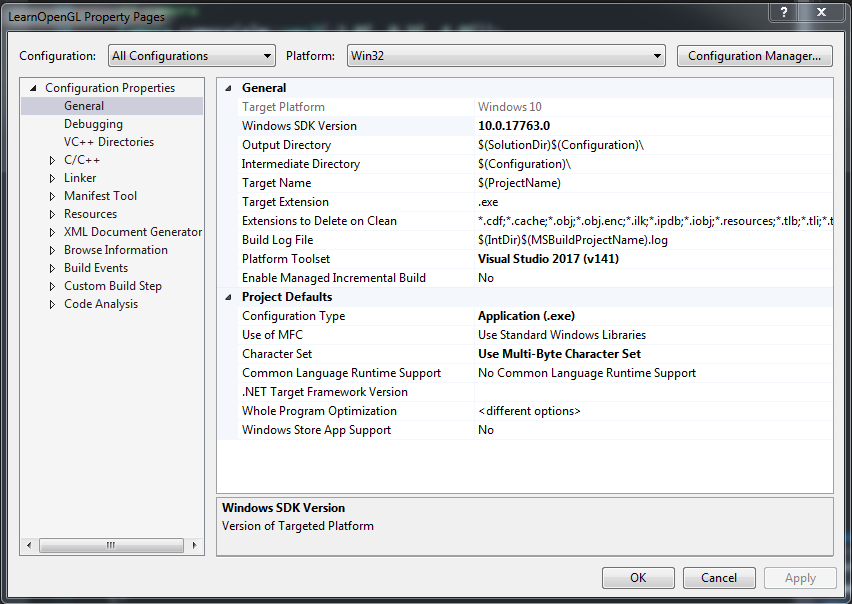 LearnOpenGL Property Pages
Configuration: All Configurations Platform: Win32 Configuration Manager...
Configuration Properties
General
Debugging
VC++ Directories
C/C++
Linker
Manifest Tool
Resources
XML Document Generator
Browse Information
Build Events
Custom Build Step
Code Analysis
General
Target Platform Windows 10
Windows SDK Version 10.0.17763.0
Output Directory $(SolutionDir)$(Configuration)\
Intermediate Directory $(Configuration)\
Target Name $(ProjectName)
Target Extension .exe
Extensions to Delete on Clean *.cdf;*.cache;*.obj;*.obj.enc;*.ilk;*.ipdb;*.iobj;*.resources;*.tlb;*.tli;*.t
Build Log File $(IntDir)$(MSBuildProjectName).log
Platform Toolset Visual Studio 2017 (v141)
Enable Managed Incremental Build No
Project Defaults
Configuration Type Application (.exe)
Use of MFC Use Standard Windows Libraries
Character Set Use Multi-Byte Character Set
Common Language Runtime Support No Common Language Runtime Support
.NET Target Framework Version
Whole Program Optimization <different options>
Windows Store App Support No
Windows SDK Version
Version of Targeted Platform
OK Cancel Apply